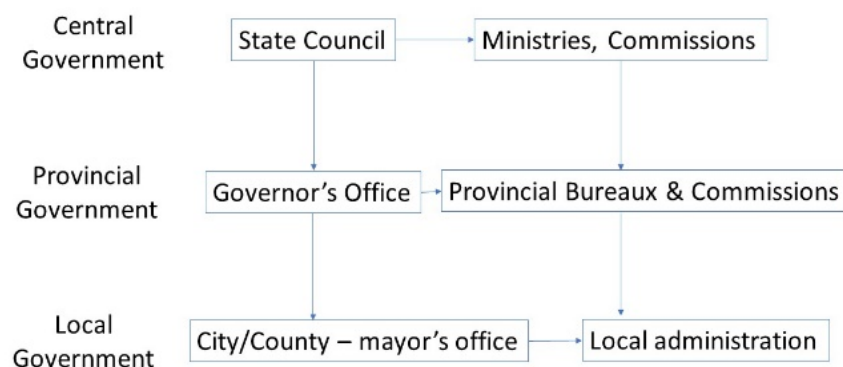 Central
Government
State Council
Ministries, Commissions
Provincial
Government
Governor’s Office
Provincial Bureaux & Commissions
Local
Government
City/County – mayor’s office
Local administration